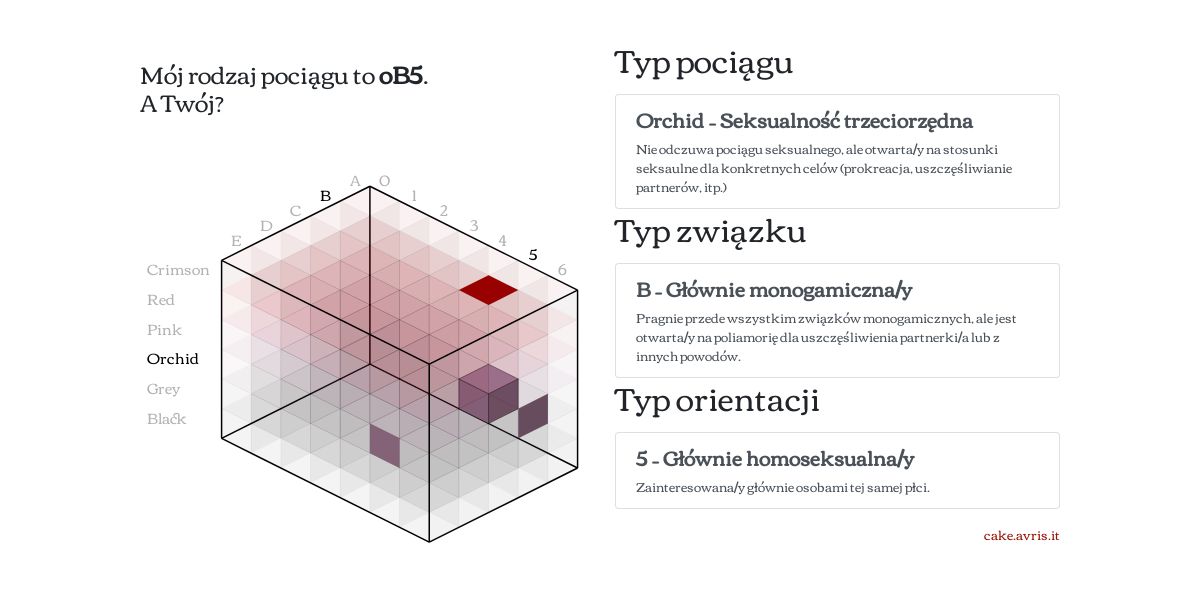 Mój rodzaj pociągu to oB5.
A Twój?
A O
B 1
C 2
D 3
E 4
5
6
Crimson
Red
Pink
Orchid
Grey
Black
Typ pociągu
Orchid – Seksualność trzeciorzędna
Nie odczuwa pociągu seksualnego, ale otwarta/y na stosunki
seksaulne dla konkretnych celów (prokreacja, uszczęśliwianie
partnerów, itp.)
Typ związku
B – Głównie monogamiczna/y
Pragnie przede wszystkim związków monogamicznych, ale jest
otwarta/y na poliamorię dla uszczęśliwienia partnerki/a lub z
innych powodów.
Typ orientacji
5 – Głównie homoseksualna/y
Zainteresowana/y głównie osobami tej samej płci.
cake.avris.it